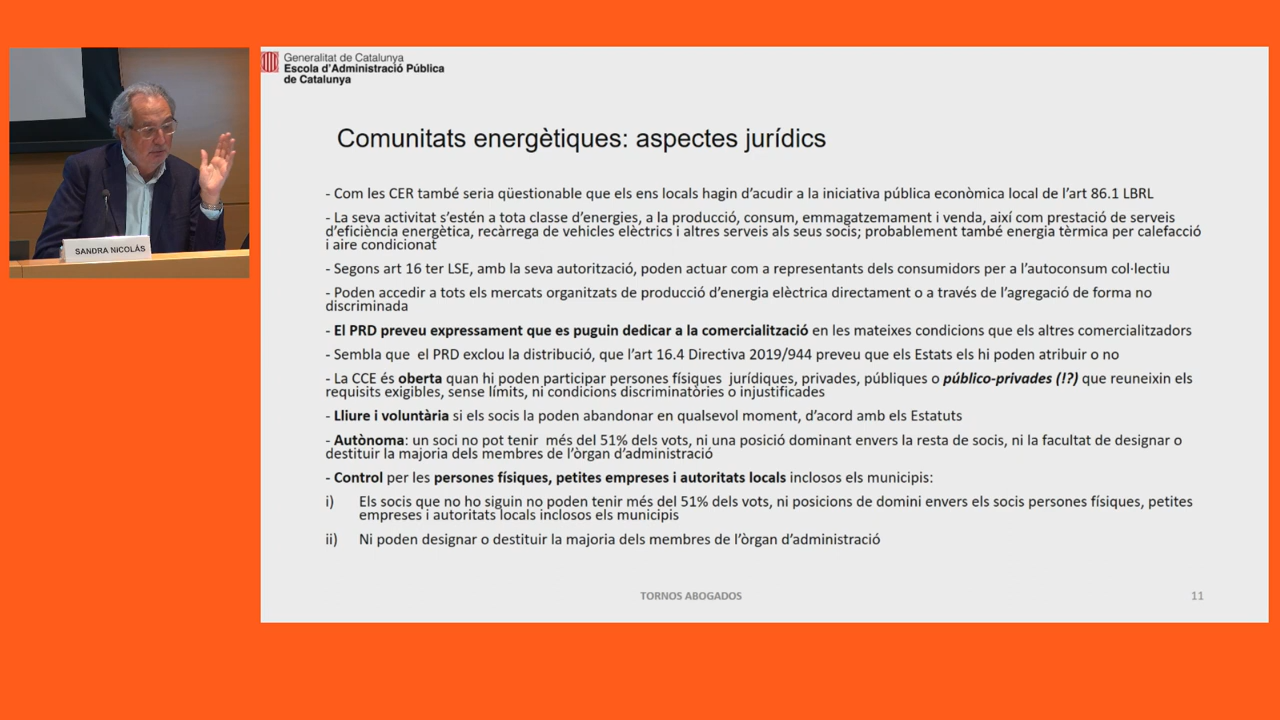 Generalitat de Catalunya
Escola d'Administració Pública
de Catalunya
SANDRA NICOLÁS
Comunitats energètiques: aspectes jurídics
- Com les CER també seria qüestionable que els ens locals hagin d'acudir a la iniciativa pública econòmica local de l'art 86.1 LBRL
- La seva activitat s'estén a tota classe d'energies, a la producció, consum, emmagatzemament i venda, així com prestació de serveis
d'eficiència energètica, recàrrega de vehicles elèctrics i altres serveis als seus socis; probablement també energia tèrmica per calefacció
i aire condicionat
- Segons art 16 ter LSE, amb la seva autorització, poden actuar com a representants dels consumidors per a l'autoconsum col·lectiu
- Poden accedir a tots els mercats organitzats de producció d'energia elèctrica directament o a través de l'agregació de forma no
discriminada
- El PRD preveu expressament que es puguin dedicar a la comercialització en les mateixes condicions que els altres comercialitzadors
- Sembla que el PRD exclou la distribució, que l'art 16.4 Directiva 2019/944 preveu que els Estats els hi poden atribuir o no
- La CCE és oberta quan hi poden participar persones físiques jurídiques, privades, públiques o público-privades (!?) que reuneixin els
requisits exigibles, sense límits, ni condicions discriminatòries o injustificades
- Lliure i voluntària si els socis la poden abandonar en qualsevol moment, d'acord amb els Estatuts
- Autònoma: un soci no pot tenir més del 51% dels vots, ni una posició dominant envers la resta de socis, ni la facultat de designar o
destituir la majoria dels membres de l'òrgan d'administració
- Control per les persones físiques, petites empreses i autoritats locals inclosos els municipis:
i) Els socis que no ho siguin no poden tenir més del 51% dels vots, ni posicions de domini envers els socis persones físiques, petites
empreses i autoritats locals inclosos els municipis
ii) Ni poden designar o destituir la majoria dels membres de l'òrgan d'administració
TORNOS ABOGADOS
11